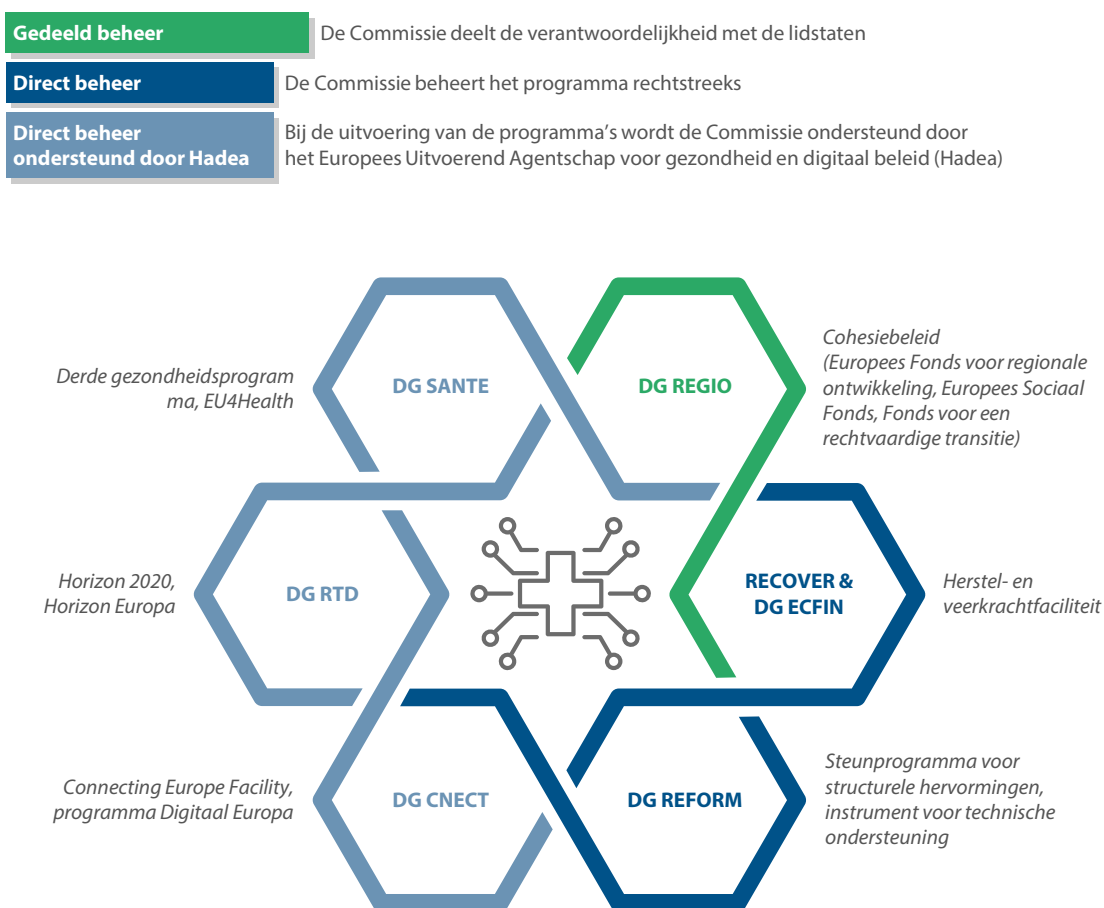 Gedeeld beheer
De Commissie deelt de verantwoordelijkheid met de lidstaten
Direct beheer
De Commissie beheert het programma rechtstreeks
Direct beheer
ondersteund door Hadea
Bij de uitvoering van de programma's wordt de Commissie ondersteund door
het Europees Uitvoerend Agentschap voor gezondheid en digitaal beleid (Hadea)
Derde gezondheidsprogram
ma, EU4Health
DG SANTE
DG REGIO
Cohesiebeleid
(Europees Fonds voor regionale
ontwikkeling, Europees Sociaal
Fonds, Fonds voor een
rechtvaardige transitie)
Horizon 2020,
Horizon Europa
DG RTD
RECOVER &
DG ECFIN
Herstel- en
veerkrachtfaciliteit
Connecting Europe Facility,
programma Digitaal Europa
DG CNECT
DG REFORM
Steunprogramma voor
structurele hervormingen,
instrument voor technische
ondersteuning